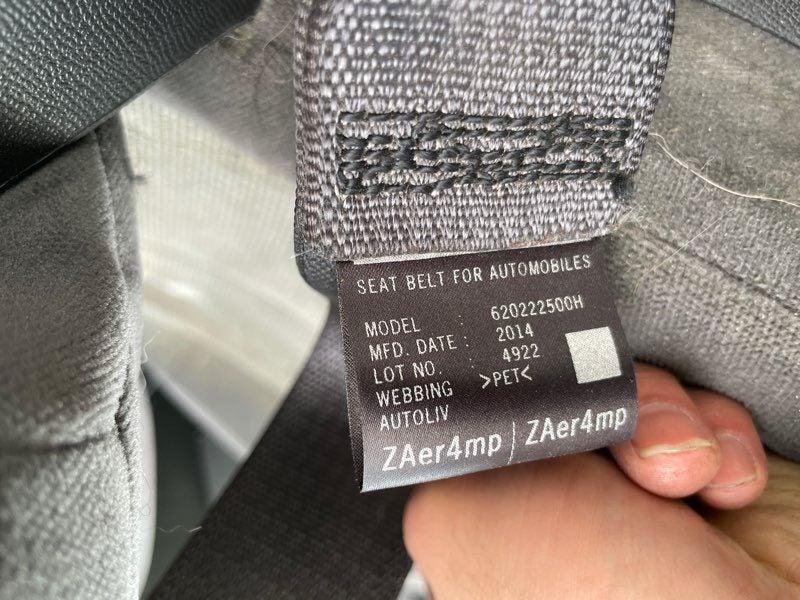 SEAT BELT FOR AUTOMOBILES
MODEL : 620222500H
MFD. DATE : 2014
LOT NO. : 4922
WEBBING >PET<
AUTOLIV
ZAer4mp | ZAer4mp